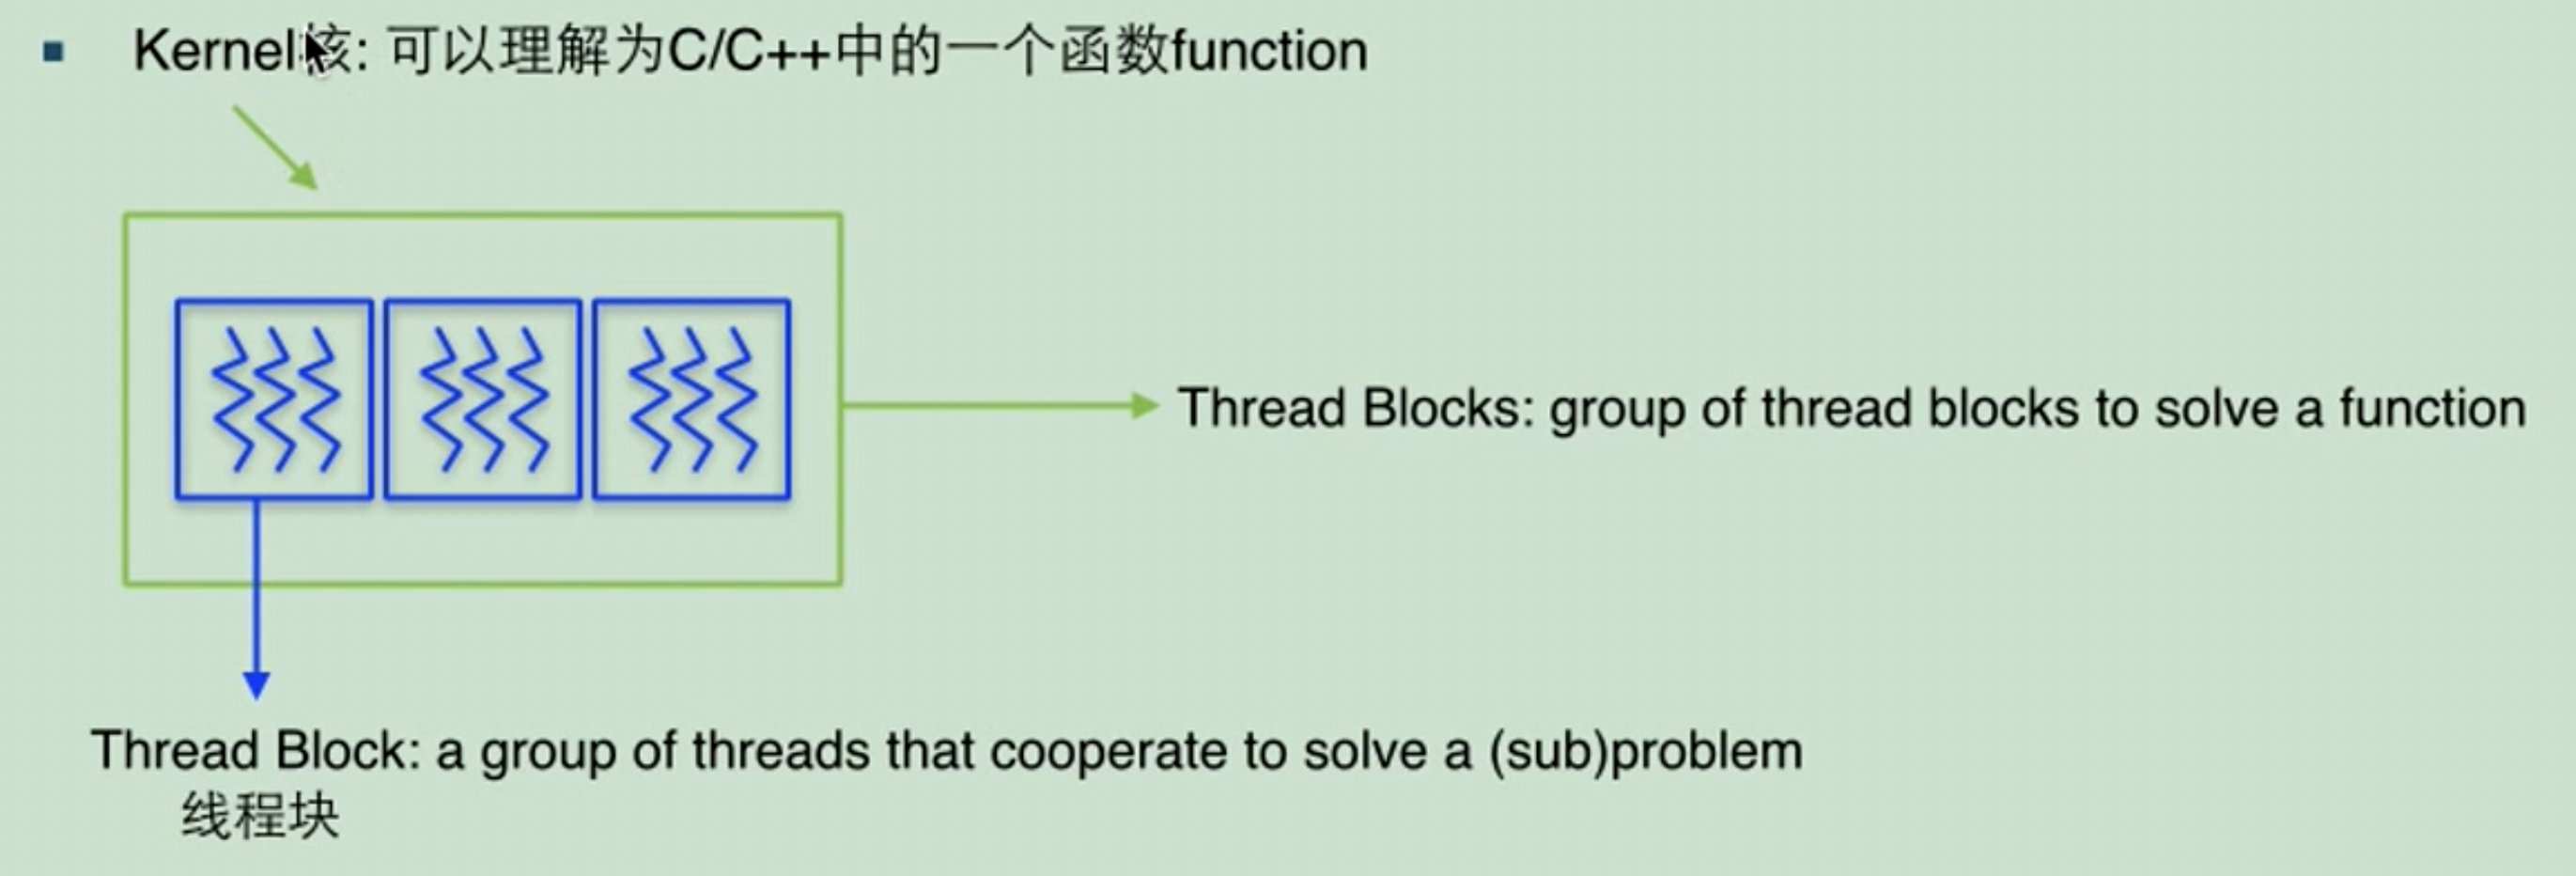 Kernel核: 可以理解为C/C++中的一个函数function
Thread Blocks: group of thread blocks to solve a function
Thread Block: a group of threads that cooperate to solve a (sub)problem
线程块